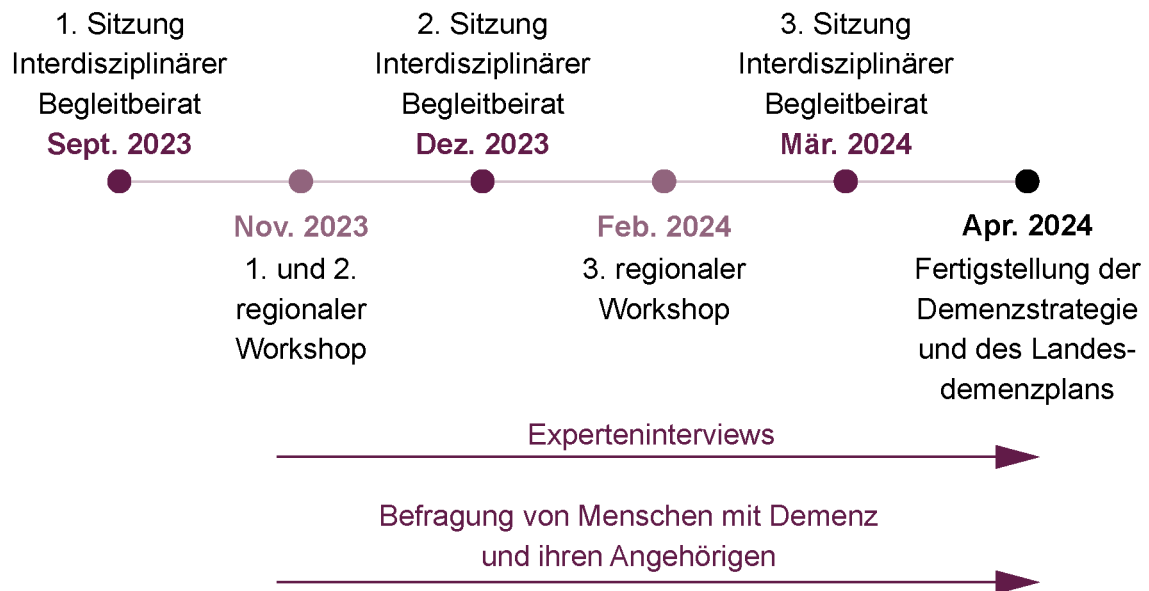 1. Sitzung
Interdisziplinärer
Begleitbeirat
Sept. 2023
2. Sitzung
Interdisziplinärer
Begleitbeirat
Dez. 2023
3. Sitzung
Interdisziplinärer
Begleitbeirat
Mär. 2024
Nov. 2023
1. und 2.
regionaler
Workshop
Feb. 2024
3. regionaler
Workshop
Apr. 2024
Fertigstellung der
Demenzstrategie
und des Landes-
demenzplans
Experteninterviews
Befragung von Menschen mit Demenz
und ihren Angehörigen